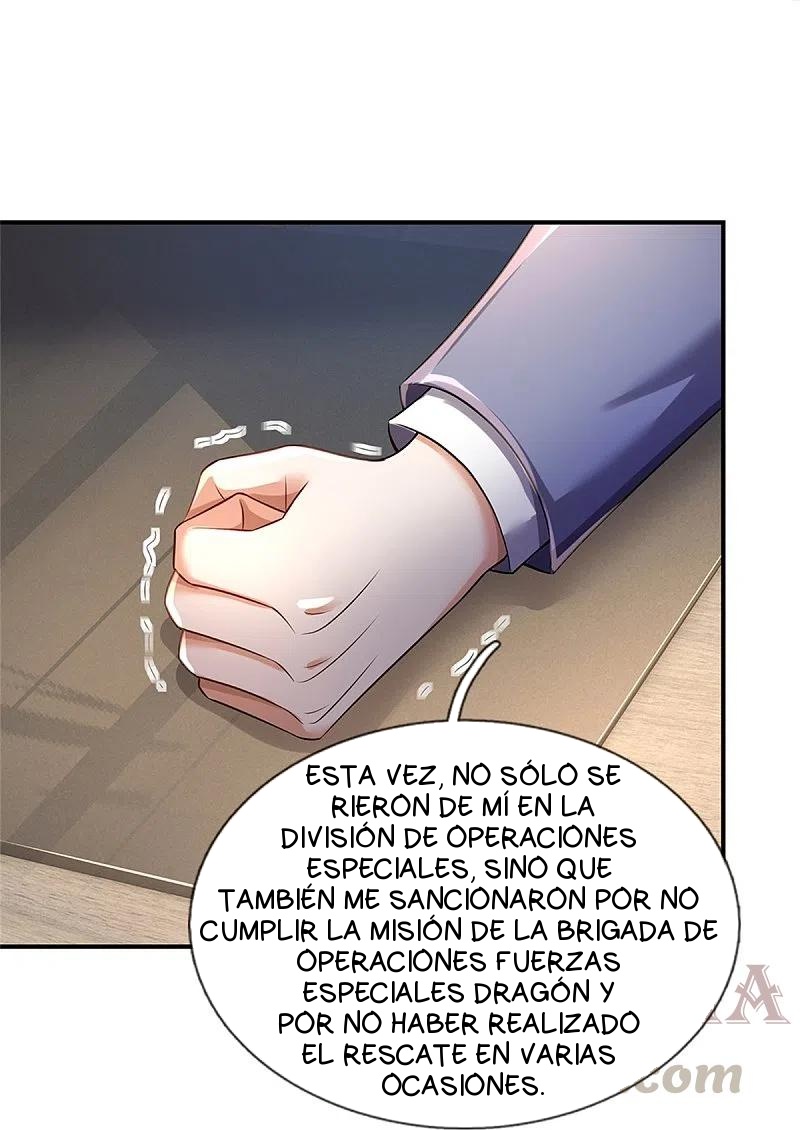 ESTA VEZ, NO SÓLO SE
RIERON DE MÍ EN LA
DIVISIÓN DE OPERACIONES
ESPECIALES, SINO QUE
TAMBIÉN ME SANCIONARON POR NO
CUMPLIR LA MISIÓN DE LA BRIGADA DE
OPERACIONES FUERZAS
ESPECIALES DRAGÓN Y
POR NO HABER REALIZADO
EL RESCATE EN VARIAS
OCASIONES.
.com